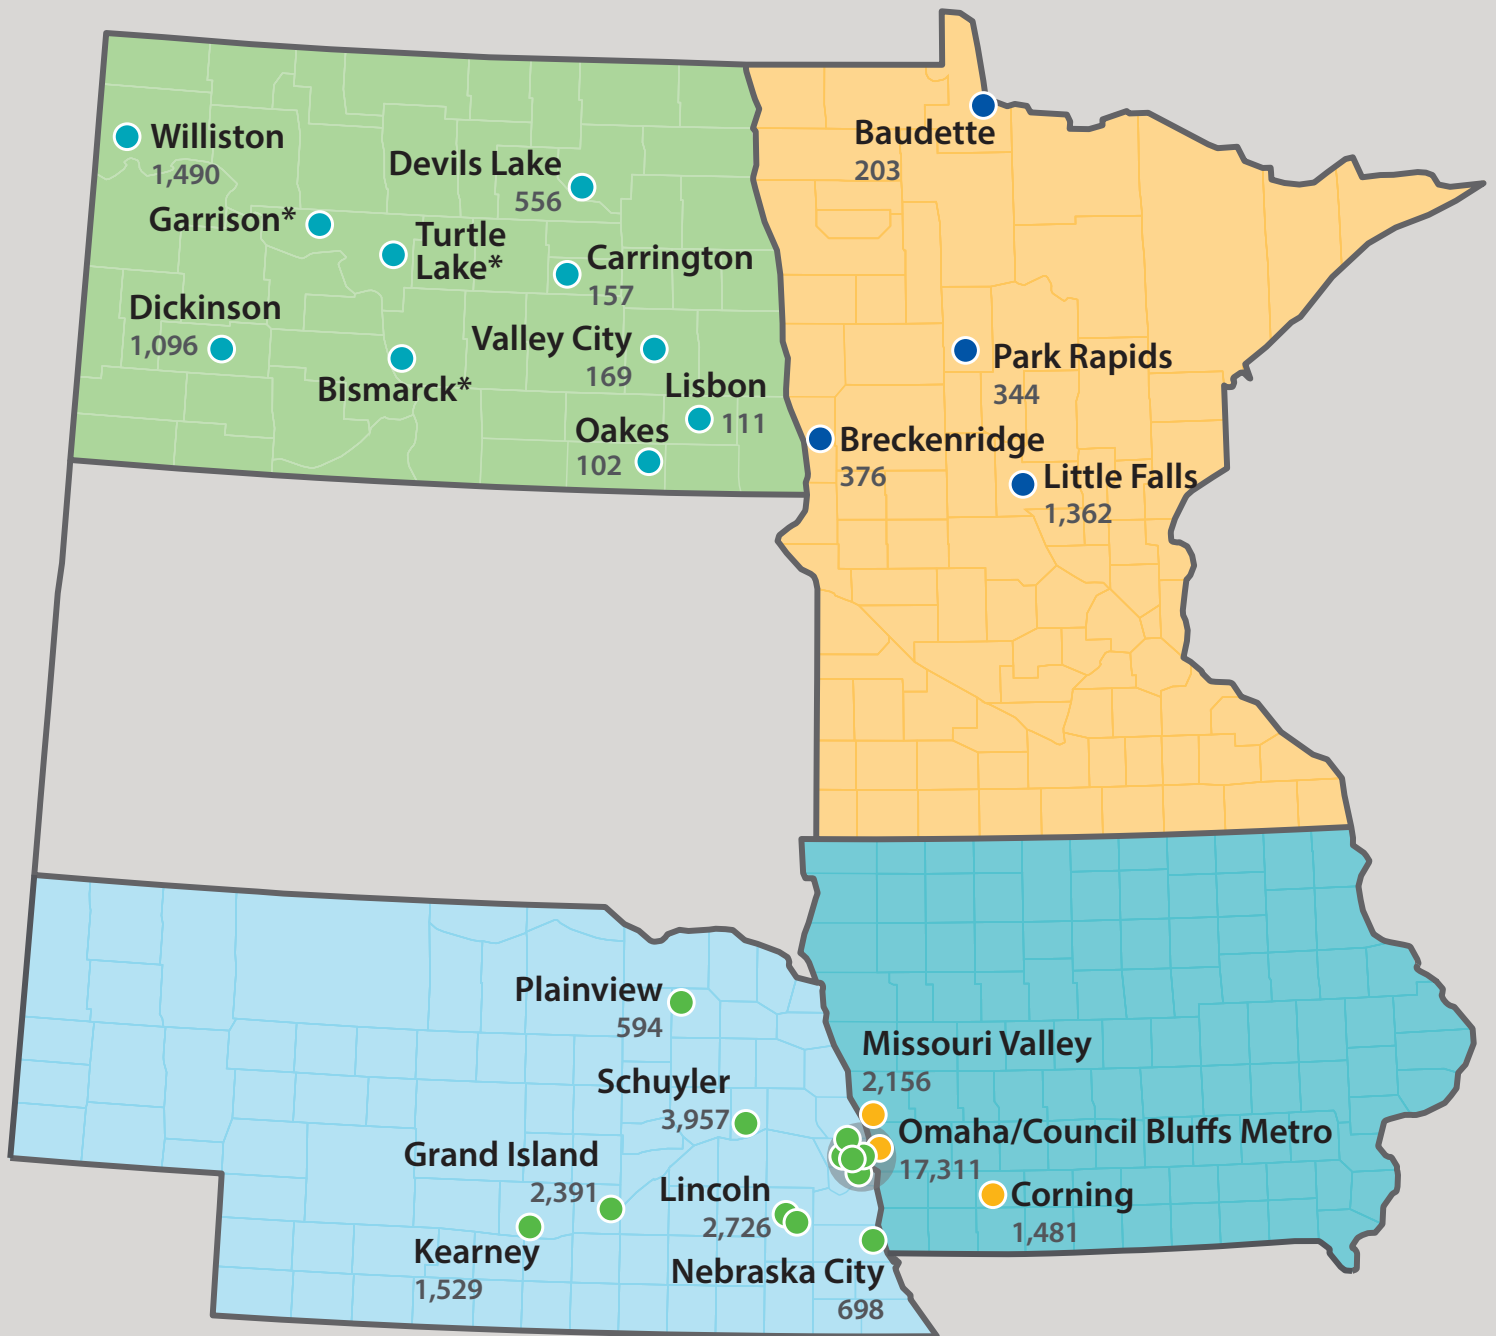 Williston
1,490
Devils Lake
556
Garrison*
Turtle
Lake*
Carrington
157
Dickinson
1,096
Bismarck*
Valley City
169
Lisbon
111
Oakes
102
Baudette
203
Park Rapids
344
Breckenridge
376
Little Falls
1,362
Plainview
594
Schuyler
3,957
Grand Island
2,391
Lincoln
2,726
Kearney
1,529
Nebraska City
698
Missouri Valley
2,156
Omaha/Council Bluffs Metro
17,311
Corning
1,481